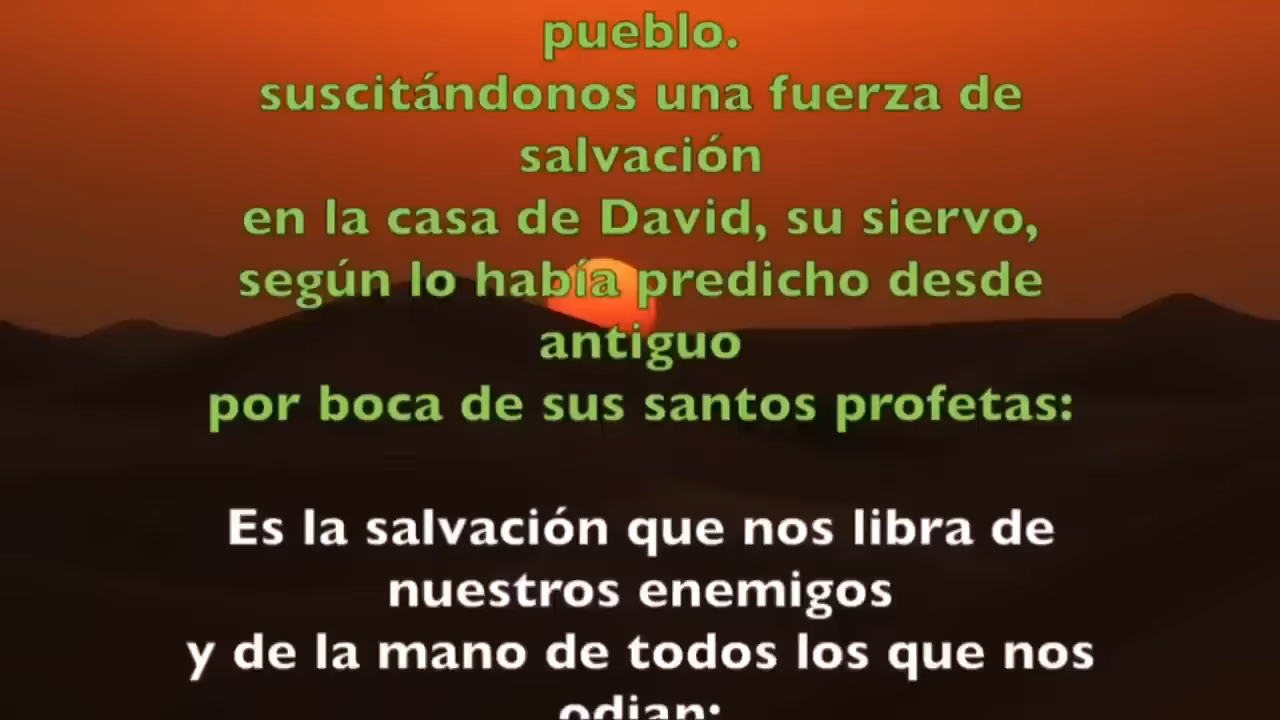 pueblo.
suscitándonos una fuerza de
salvación
en la casa de David, su siervo,
según lo había predicho desde
antiguo
por boca de sus santos profetas:
Es la salvación que nos libra de
nuestros enemigos
y de la mano de todos los que nos
odian: